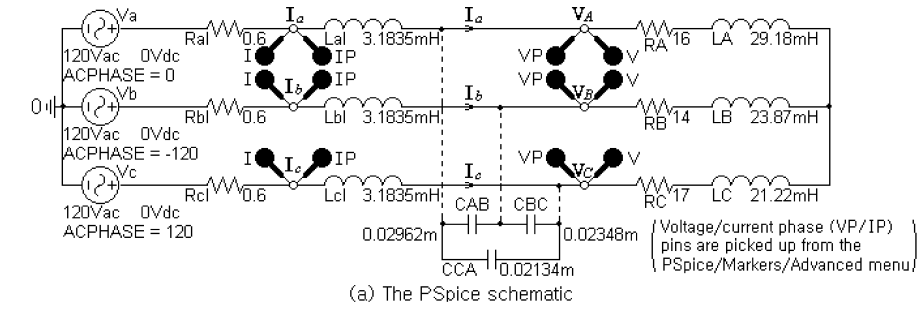 Va Ia Ia VA
Ral 0.6 Lal 3.1835mH RA 16 LA 29.18mH
120Vac 0Vdc I IP VP V
ACPHASE = 0 I Ib IP Ib VP VB V
0 Vb
Rbl 0.6 Lbl 3.1835mH RB 14 LB 23.87mH
120Vac 0Vdc
ACPHASE = -120
I Ic IP Ic VP VC V
Vc
Rcl 0.6 Lcl 3.1835mH RC 17 LC 21.22mH
120Vac 0Vdc
ACPHASE = 120
CAB CBC
0.02962m 0.02348m
CCA 0.02134m
Voltage/current phase (VP/IP)
pins are picked up from the
PSpice/Markers/Advanced menu
(a) The PSpice schematic